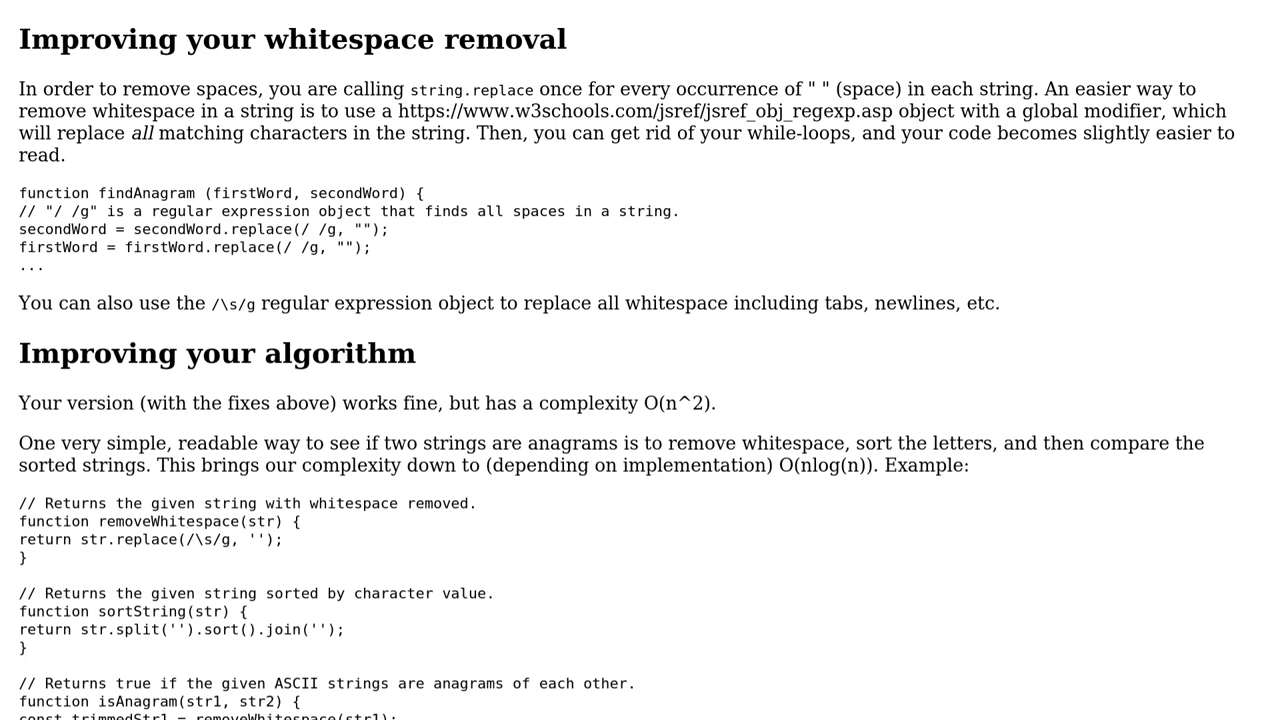 Improving your whitespace removal
In order to remove spaces, you are calling string.replace once for every occurrence of " " (space) in each string. An easier way to
remove whitespace in a string is to use a https://www.w3schools.com/jsref/jsref_obj_regexp.asp object with a global modifier, which
will replace all matching characters in the string. Then, you can get rid of your while-loops, and your code becomes slightly easier to
read.
function findAnagram (firstWord, secondWord) {
// "/ /g" is a regular expression object that finds all spaces in a string.
secondWord = secondWord.replace(/ /g, "");
firstWord = firstWord.replace(/ /g, "");
...
You can also use the /\s/g regular expression object to replace all whitespace including tabs, newlines, etc.
Improving your algorithm
Your version (with the fixes above) works fine, but has a complexity O(n^2).
One very simple, readable way to see if two strings are anagrams is to remove whitespace, sort the letters, and then compare the
sorted strings. This brings our complexity down to (depending on implementation) O(nlog(n)). Example:
// Returns the given string with whitespace removed.
function removeWhitespace(str) {
return str.replace(/\s/g, '');
}
// Returns the given string sorted by character value.
function sortString(str) {
return str.split('').sort().join('');
}
// Returns true if the given ASCII strings are anagrams of each other.
function isAnagram(str1, str2) {
const trimmedStr1 = removeWhitespace(str1);